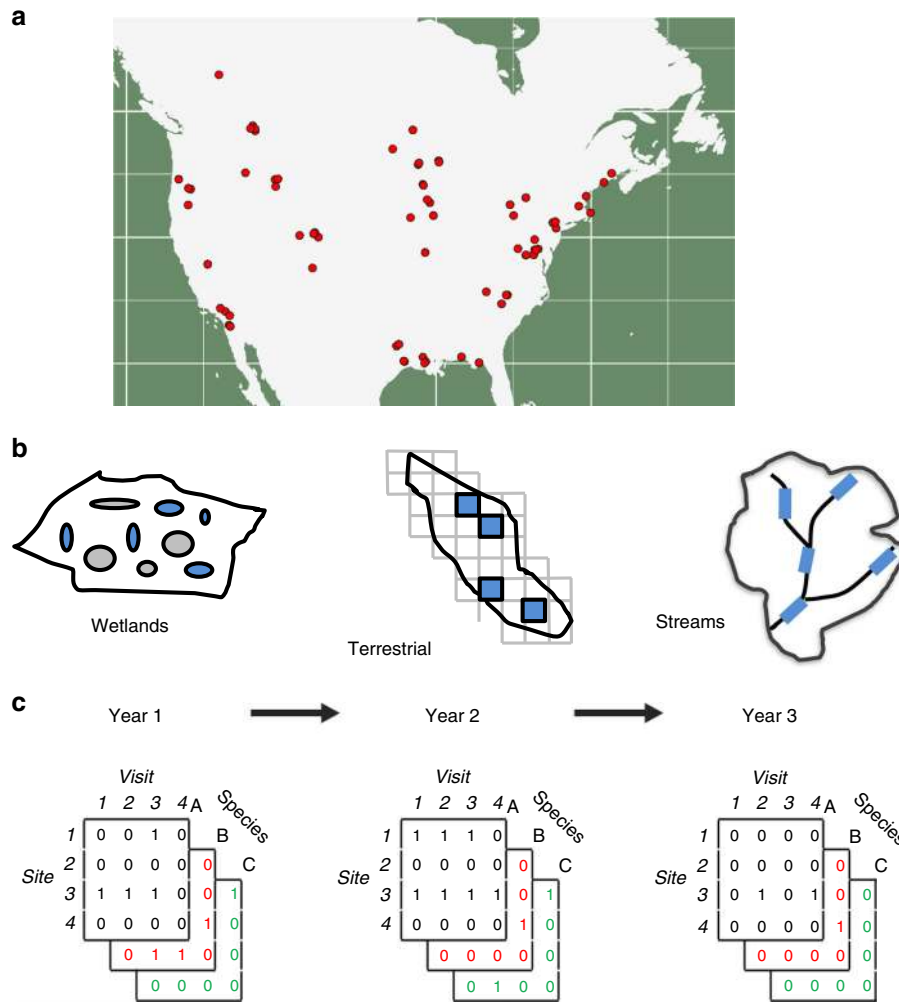 a
b
Wetlands
Terrestrial
Streams
c
Year 1
Year 2
Year 3
Visit
1 2 3 4 A
Species
B
C
Site
1 0 0 1 0
2 0 0 0 0 0
3 1 1 1 0 0 1
4 0 0 0 0 1 0
0 1 1 0 0 0
0 0 0 0 0
Visit
1 2 3 4 A
Species
B
C
Site
1 1 1 1 0
2 0 0 0 0 0
3 1 1 1 1 0 1
4 0 0 0 0 1 0
0 0 0 0 0 0
0 1 0 0 0
Visit
1 2 3 4 A
Species
B
C
Site
1 0 0 0 0
2 0 0 0 0 0
3 0 1 0 1 0 0
4 0 0 0 0 1 0
0 0 0 0 0 0
0 0 0 0 0